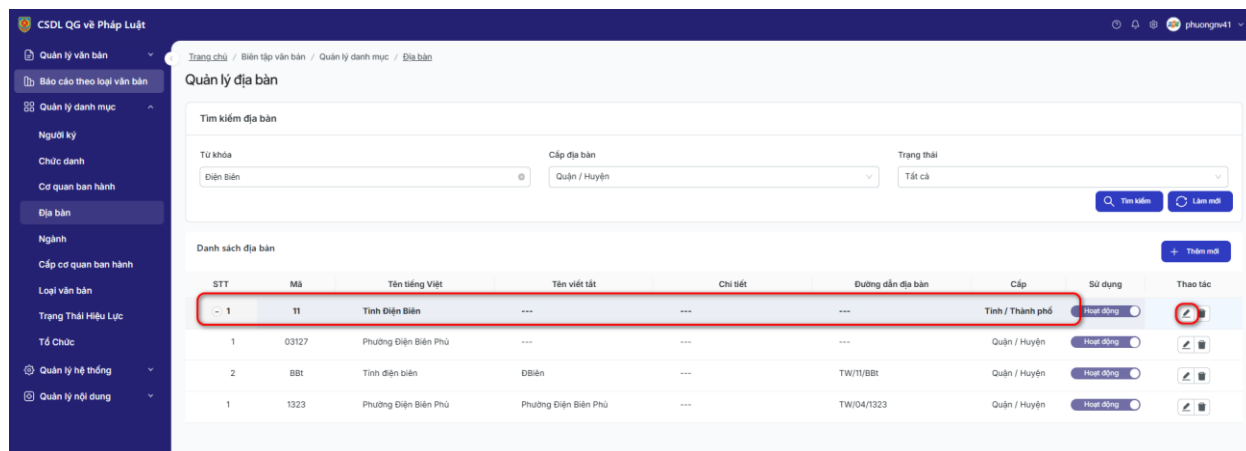 CSDL QG về Pháp Luật
phuongnv41
Quản lý văn bản
Báo cáo theo loại văn bản
Quản lý danh mục
Người ký
Chức danh
Cơ quan ban hành
Địa bàn
Ngành
Cấp cơ quan ban hành
Loại văn bản
Trạng Thái Hiệu Lực
Tổ Chức
Quản lý hệ thống
Quản lý nội dung
Trang chủ / Biên tập văn bản / Quản lý danh mục / Địa bàn
Quản lý địa bàn
Tìm kiếm địa bàn
Từ khóa Cấp địa bàn Trạng thái
Điện Biên Quận / Huyện Tất cả
Tìm kiếm Làm mới
Danh sách địa bàn
+ Thêm mới
STT Mã Tên tiếng Việt Tên viết tắt Chi tiết Đường dẫn địa bàn Cấp Sử dụng Thao tác
1 11 Tỉnh Điện Biên --- --- --- Tỉnh / Thành phố Hoạt động
1 03127 Phường Điện Biên Phủ --- --- --- Quận / Huyện Hoạt động
2 BBt Tỉnh điện biên ĐBiên --- TW/11/BBt Quận / Huyện Hoạt động
1 1323 Phường Điện Biên Phủ Phường Điện Biên Phủ --- TW/04/1323 Quận / Huyện Hoạt động